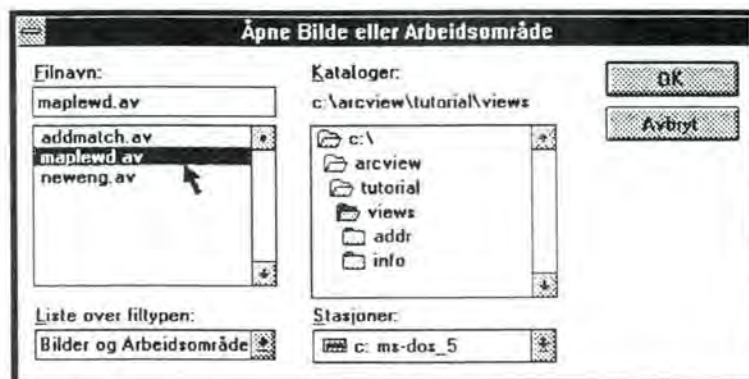 Åpne Bilde eller Arbeidsområde
Filnavn:
maplewd.av
addmatch.av
maplewd.av
neweng.av
Liste over filtypen:
Bilder og Arbeidsområde
Kataloger:
c:\arcview\tutorial\views
c:\
arcview
tutorial
views
addr
info
Stasjoner:
c: ms-dos_5
OK
Avbryt